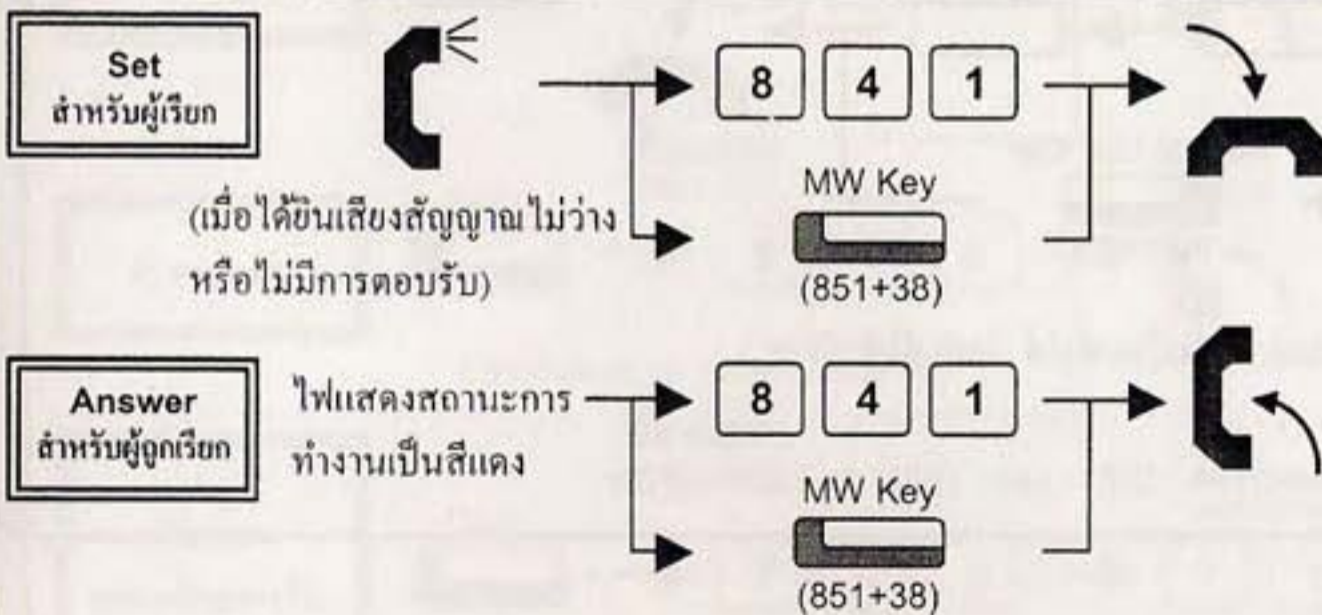 Set
สำหรับผู้เรียก
8 4 1
MW Key
(851+38)
(เมื่อได้ยินเสียงสัญญาณไม่ว่าง
หรือไม่มีการตอบรับ)
Answer
สำหรับผู้ถูกเรียก
ไฟแสดงสถานะการ
ทำงานเป็นสีแดง
8 4 1
MW Key
(851+38)